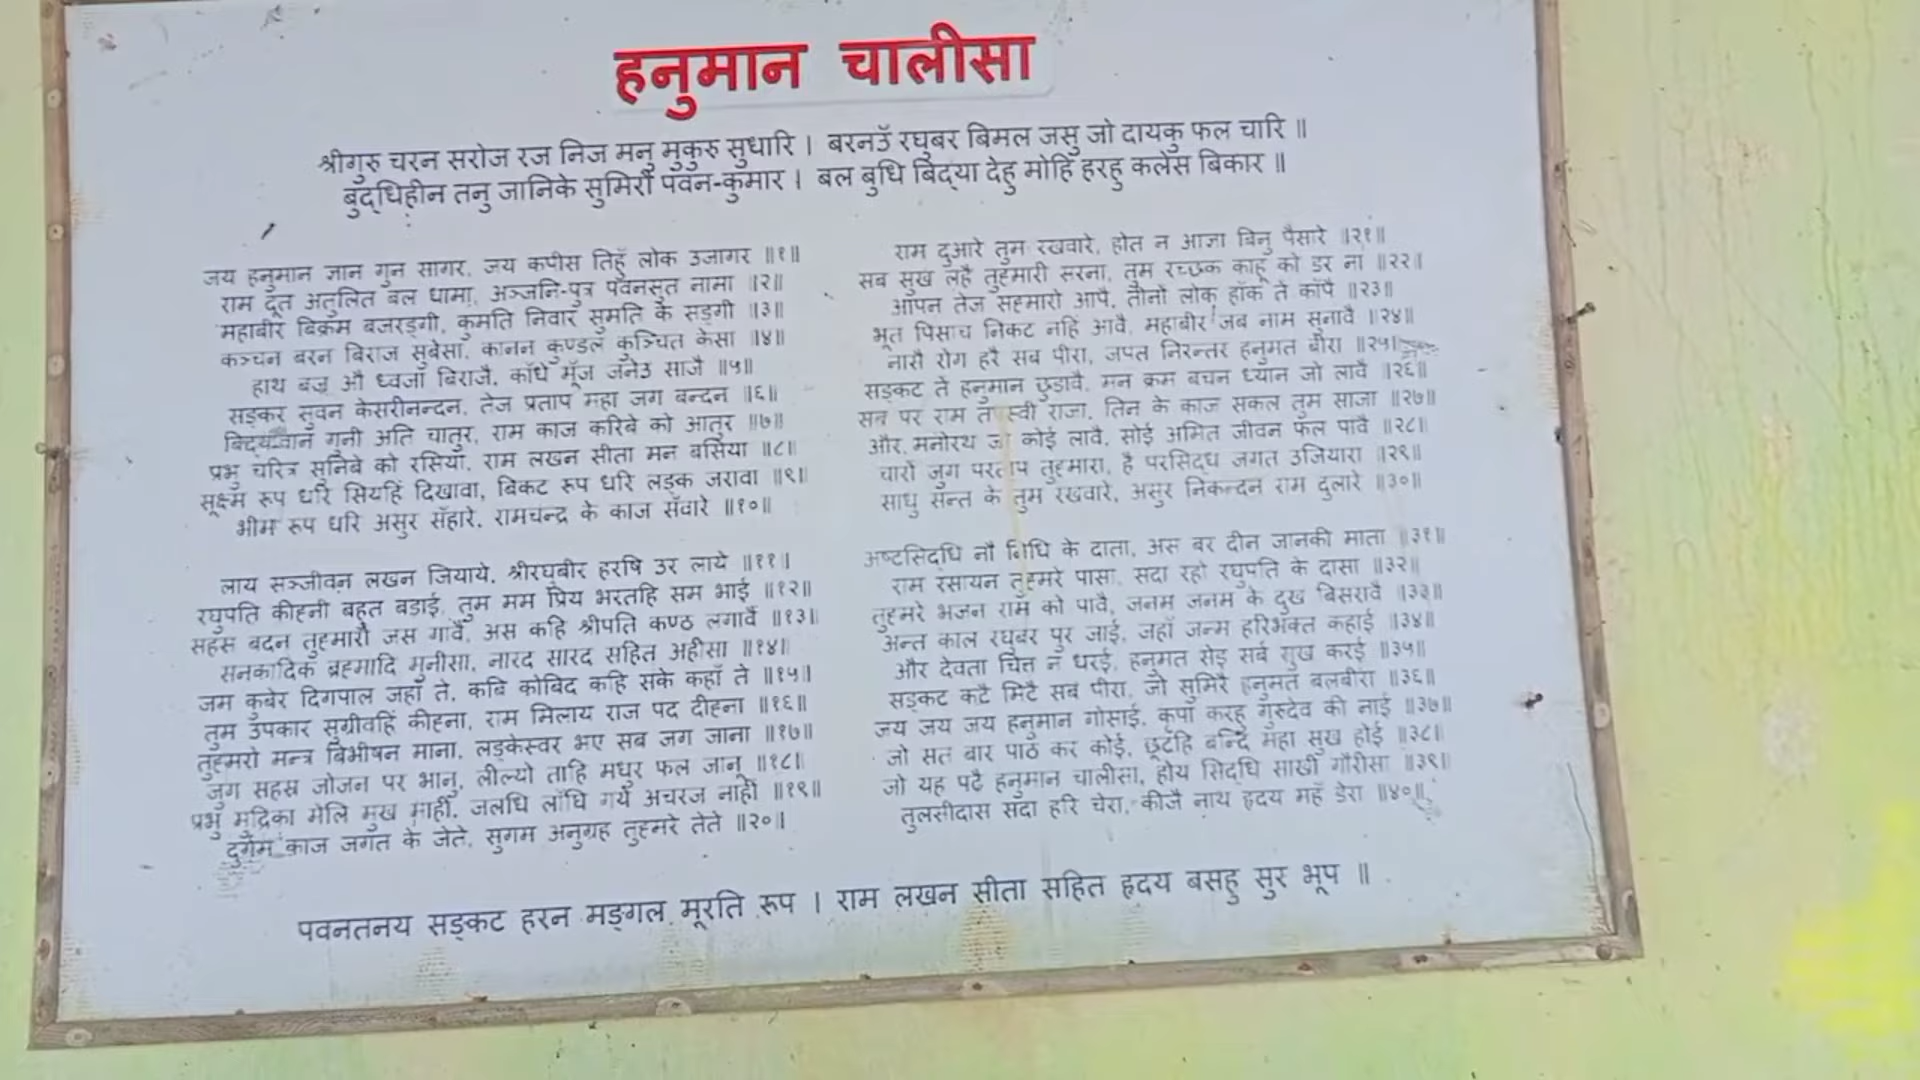 हनुमान चालीसा
श्रीगुरु चरन सरोज रज निज मनु मुकुरु सुधारि । बरनउँ रघुबर बिमल जसु जो दायकु फल चारि ॥
बुद्धिहीन तनु जानिके सुमिरौं पवन-कुमार । बल बुधि बिद्या देहु मोहिं हरहु कलेस बिकार ॥
जय हनुमान ज्ञान गुन सागर, जय कपीस तिहुँ लोक उजागर ॥१॥
राम दूत अतुलित बल धामा, अञ्जनि-पुत्र पवनसुत नामा ॥२॥
महाबीर बिक्रम बजरङ्गी, कुमति निवार सुमति के सङ्गी ॥३॥
कञ्चन बरन बिराज सुबेसा, कानन कुण्डल कुञ्चित केसा ॥४॥
हाथ बज्र औ ध्वजा बिराजै, काँधे मूँज जनेउ साजै ॥५॥
सङ्कर सुवन केसरीनन्दन, तेज प्रताप महा जग बन्दन ॥६॥
बिद्यावान गुनी अति चातुर, राम काज करिबे को आतुर ॥७॥
प्रभु चरित्र सुनिबे को रसिया, राम लखन सीता मन बसिया ॥८॥
सूक्ष्म रूप धरि सियहिं दिखावा, बिकट रूप धरि लङ्क जरावा ॥९॥
भीम रूप धरि असुर सँहारे, रामचन्द्र के काज सँवारे ॥१०॥
लाय सञ्जीवन लखन जियाये, श्रीरघुबीर हरषि उर लाये ॥११॥
रघुपति कीह्नी बहुत बडाई, तुम मम प्रिय भरतहि सम भाई ॥१२॥
सहस बदन तुह्मारौ जस गावैं, अस कहि श्रीपति कण्ठ लगावैं ॥१३॥
सनकादिक ब्रह्मादि मुनीसा, नारद सारद सहित अहीसा ॥१४॥
जम कुबेर दिगपाल जहाँ ते, कबि कोबिद कहि सके कहाँ ते ॥१५॥
तुम उपकार सुग्रीवहिं कीह्ना, राम मिलाय राज पद दीह्ना ॥१६॥
तुह्मरो मन्त्र बिभीषन माना, लङ्केस्वर भए सब जग जाना ॥१७॥
जुग सहस्र जोजन पर भानु, लील्यो ताहि मधुर फल जानू ॥१८॥
प्रभु मुद्रिका मेलि मुख माहीं, जलधि लाँघि गये अचरज नाहीं ॥१९॥
दुर्गम काज जगत के जेते, सुगम अनुग्रह तुह्मरे तेते ॥२०॥
राम दुआरे तुम रखवारे, होत न आज्ञा बिनु पैसारे ॥२१॥
सब सुख लहै तुह्मारी सरना, तुम रच्छक काहू को डर ना ॥२२॥
आपन तेज सह्मारो आपै, तीनों लोक हाँक ते काँपै ॥२३॥
भूत पिसाच निकट नहिं आवै, महाबीर जब नाम सुनावै ॥२४॥
नासै रोग हरै सब पीरा, जपत निरन्तर हनुमत बीरा ॥२५॥
सङ्कट ते हनुमान छुडावै, मन क्रम बचन ध्यान जो लावै ॥२६॥
सब पर राम तपस्वी राजा, तिन के काज सकल तुम साजा ॥२७॥
और मनोरथ जो कोई लावै, सोई अमित जीवन फल पावै ॥२८॥
चारों जुग परताप तुह्मारा, है परसिद्ध जगत उजियारा ॥२९॥
साधु सन्त के तुम रखवारे, असुर निकन्दन राम दुलारे ॥३०॥
अष्टसिद्धि नौ निधि के दाता, अस बर दीन जानकी माता ॥३१॥
राम रसायन तुह्मरे पासा, सदा रहो रघुपति के दासा ॥३२॥
तुह्मरे भजन राम को पावै, जनम जनम के दुख बिसरावै ॥३३॥
अन्त काल रघुबर पुर जाई, जहाँ जन्म हरिभक्त कहाई ॥३४॥
और देवता चित्त न धरई, हनुमत सेइ सर्ब सुख करई ॥३५॥
सङ्कट कटै मिटै सब पीरा, जो सुमिरै हनुमत बलबीरा ॥३६॥
जय जय जय हनुमान गोसाईं, कृपा करहु गुरुदेव की नाईं ॥३७॥
जो सत बार पाठ कर कोई, छूटहि बन्दि महा सुख होई ॥३८॥
जो यह पढै हनुमान चालीसा, होय सिद्धि साखी गौरीसा ॥३९॥
तुलसीदास सदा हरि चेरा, कीजै नाथ हृदय महँ डेरा ॥४०॥
पवनतनय सङ्कट हरन मङ्गल मूरति रूप । राम लखन सीता सहित हृदय बसहु सुर भूप ॥